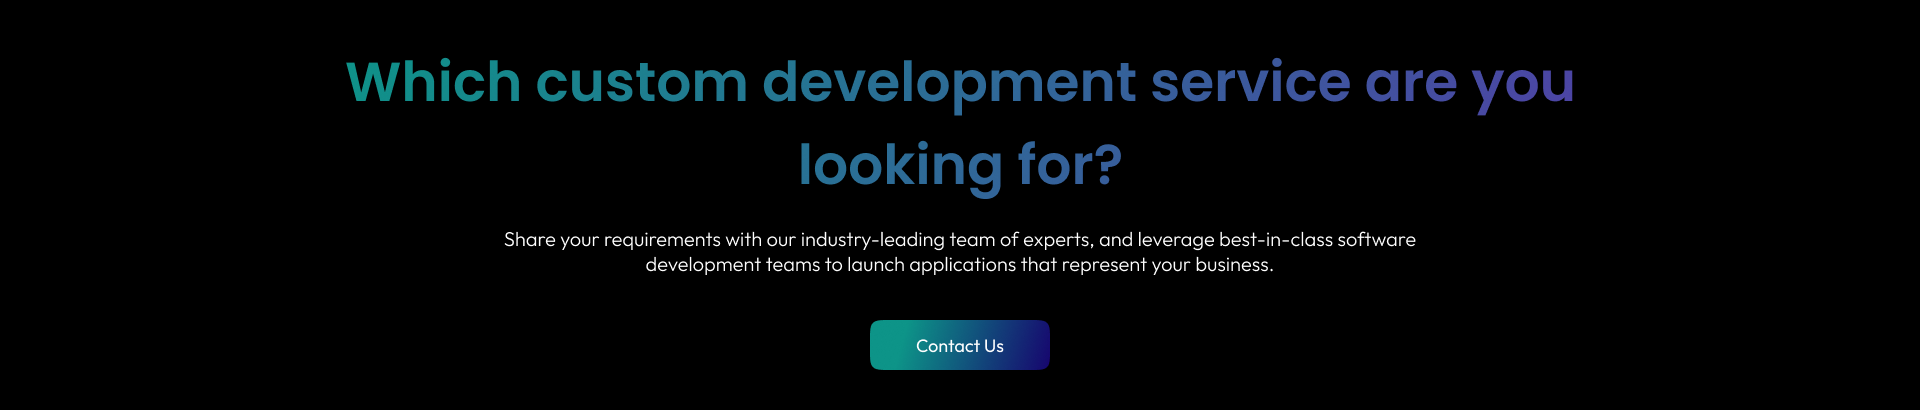 Which custom development service are you
looking for?
Share your requirements with our industry-leading team of experts, and leverage best-in-class software
development teams to launch applications that represent your business.
Contact Us